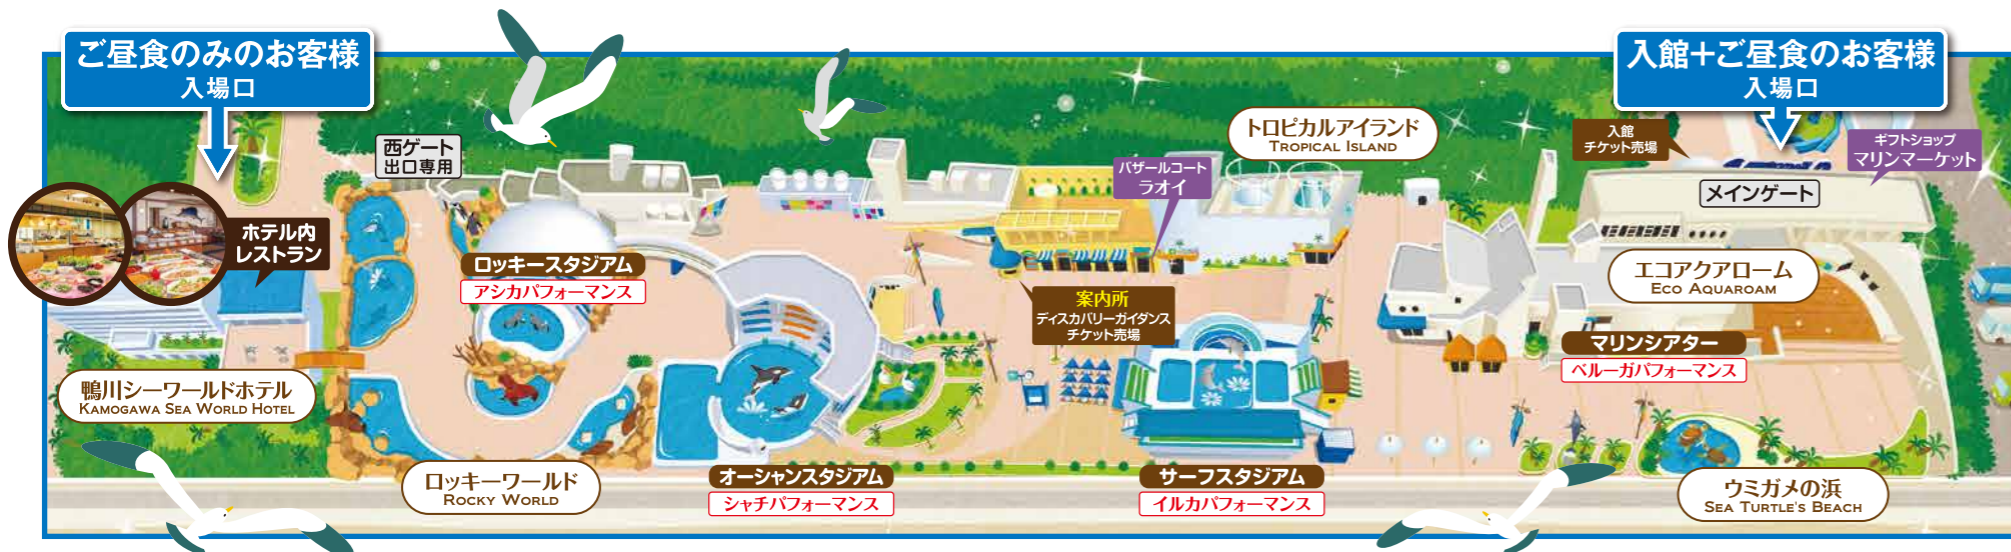 ご昼食のみのお客様
入場口
入館+ご昼食のお客様
入場口
西ゲート
出口専用
トロピカルアイランド
TROPICAL ISLAND
入館
チケット売場
ギフトショップ
マリンマーケット
バザールコート
ラオイ
メインゲート
ホテル内
レストラン
ロッキースタジアム
アシカパフォーマンス
案内所
ディスカバリーガイダンス
チケット売場
エコアクアローム
ECO AQUAROAM
マリンシアター
ベルーガパフォーマンス
鴨川シーワールドホテル
KAMOGAWA SEA WORLD HOTEL
ロッキーワールド
ROCKY WORLD
オーシャンスタジアム
シャチパフォーマンス
サーフスタジアム
イルカパフォーマンス
ウミガメの浜
SEA TURTLE'S BEACH